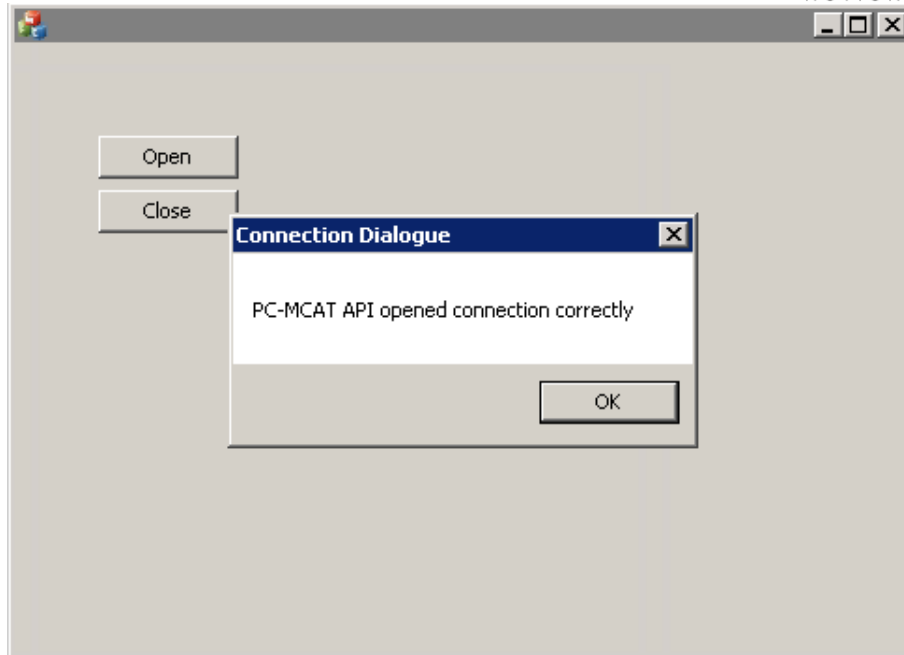 Open
Close
Connection Dialogue
PC-MCAT API opened connection correctly
OK